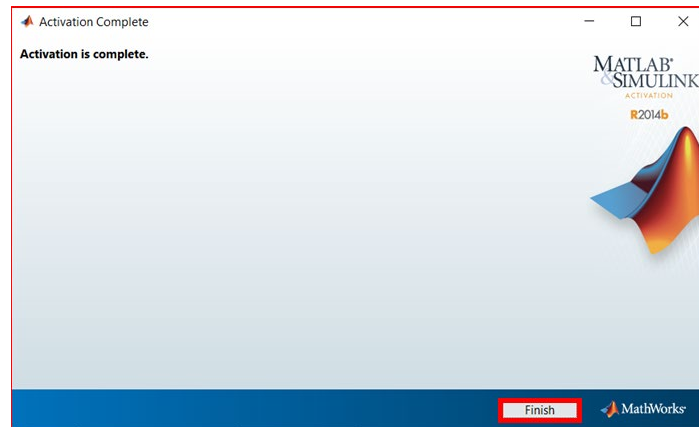 Activation Complete
Activation is complete.
MATLAB®
&SIMULINK
ACTIVATION
R2014b
Finish
MathWorks®